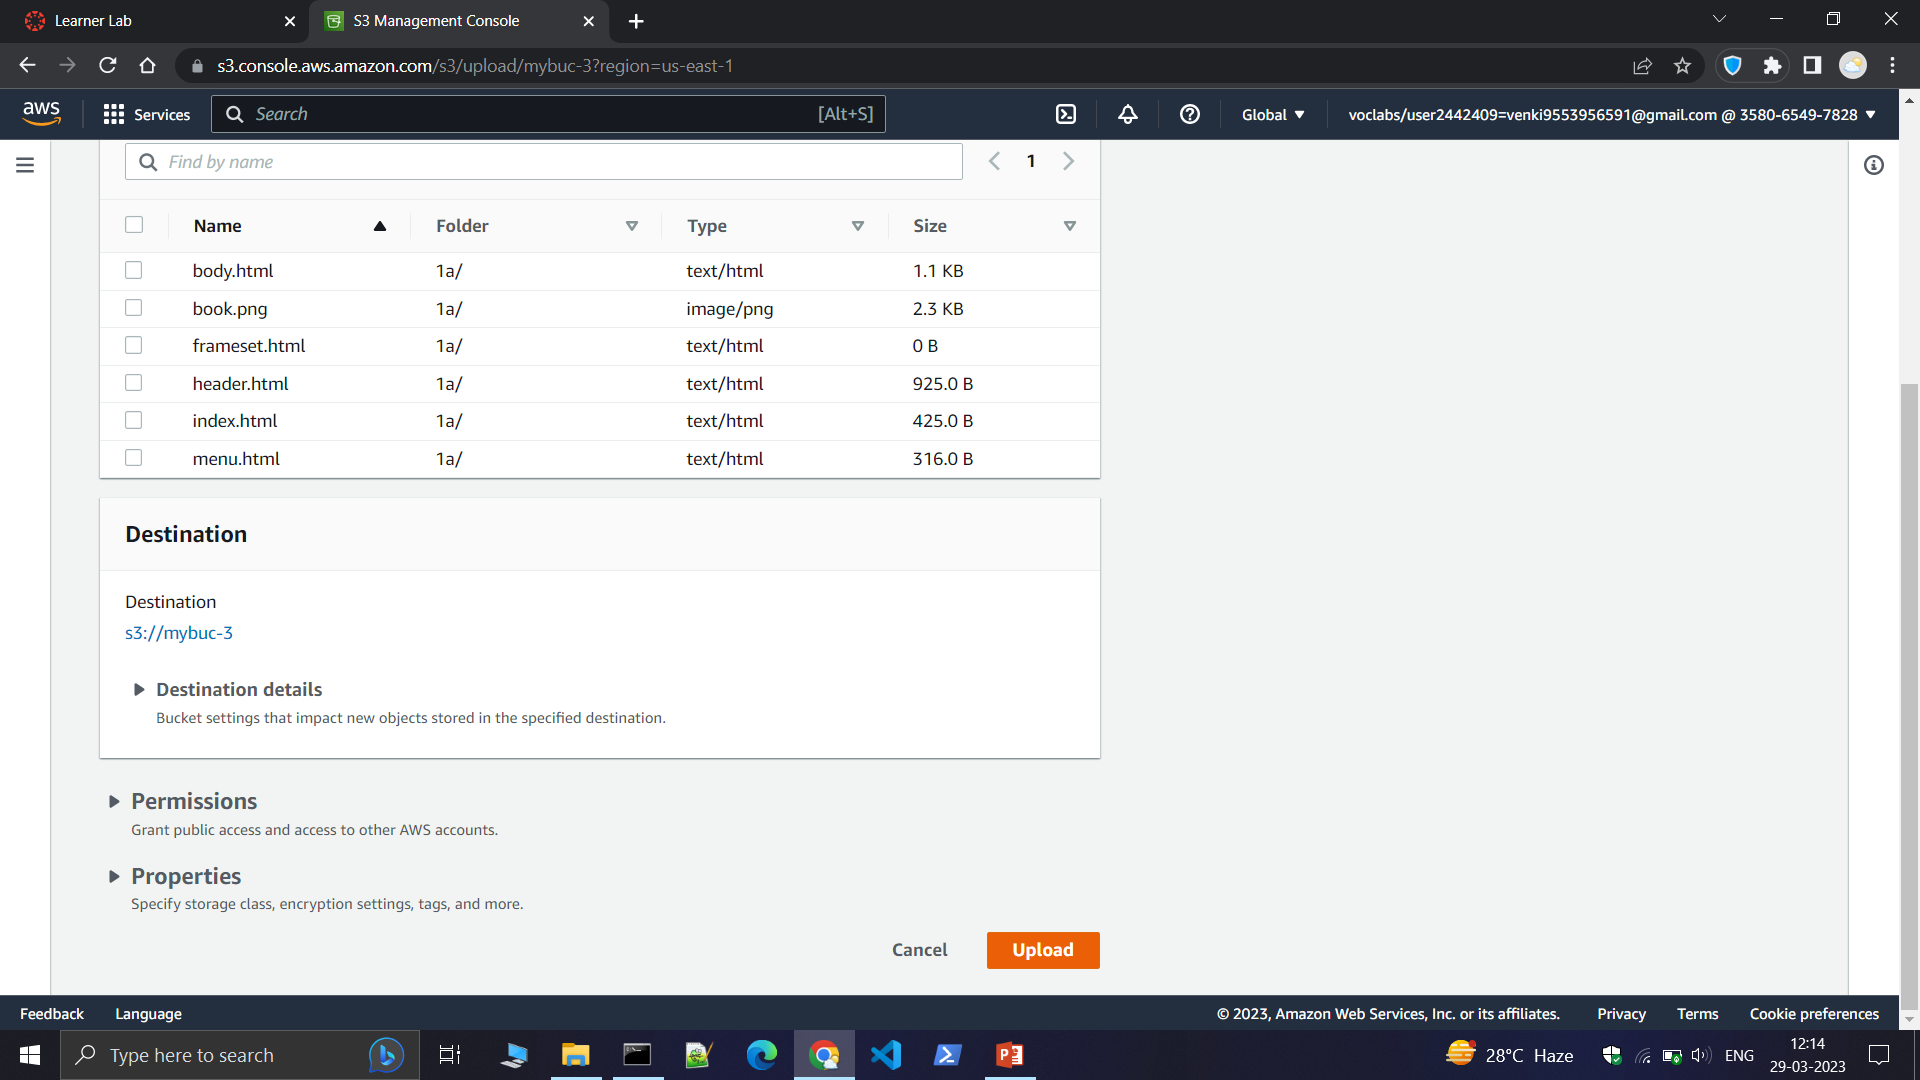 Learner Lab
S3 Management Console
s3.console.aws.amazon.com/s3/upload/mybuc-3?region=us-east-1
aws
Services
Search
[Alt+S]
Global
voclabs/user2442409=venki9553956591@gmail.com @ 3580-6549-7828
Find by name
1
Name Folder Type Size
body.html 1a/ text/html 1.1 KB
book.png 1a/ image/png 2.3 KB
frameset.html 1a/ text/html 0 B
header.html 1a/ text/html 925.0 B
index.html 1a/ text/html 425.0 B
menu.html 1a/ text/html 316.0 B
Destination
Destination
s3://mybuc-3
Destination details
Bucket settings that impact new objects stored in the specified destination.
Permissions
Grant public access and access to other AWS accounts.
Properties
Specify storage class, encryption settings, tags, and more.
Cancel Upload
Feedback Language © 2023, Amazon Web Services, Inc. or its affiliates. Privacy Terms Cookie preferences
Type here to search
28°C Haze
ENG
12:14
29-03-2023